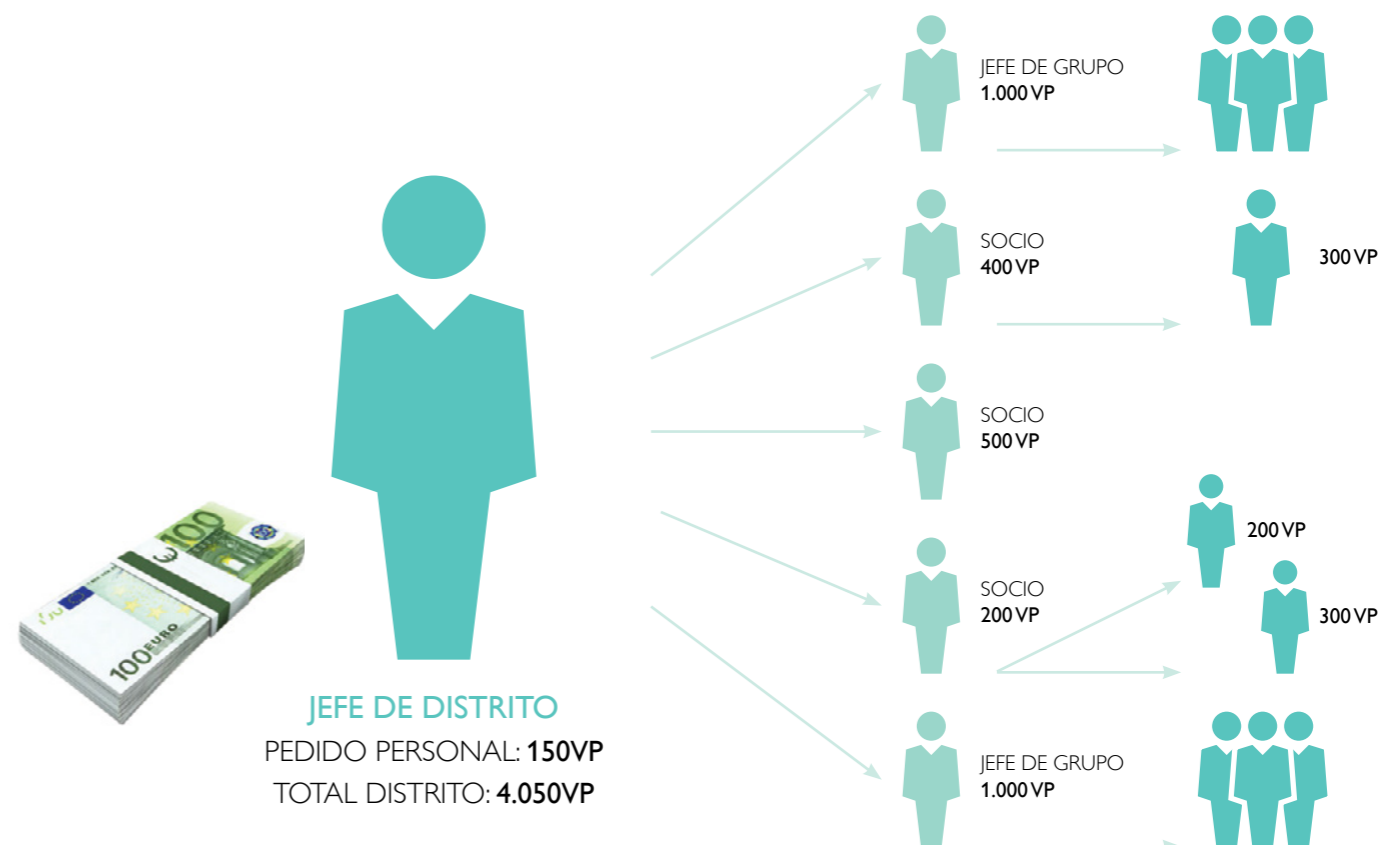 JEFE DE GRUPO
1.000 VP
SOCIO
400 VP
300 VP
SOCIO
500 VP
SOCIO
200 VP
200 VP
300 VP
JEFE DE GRUPO
1.000 VP
100
100 EURO
JEFE DE DISTRITO
PEDIDO PERSONAL: 150VP
TOTAL DISTRITO: 4.050VP